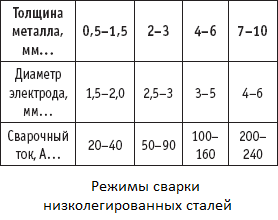 Толщина металла, мм… 0,5–1,5 2–3 4–6 7–10
Диаметр электрода, мм… 1,5–2,0 2,5–3 3–5 4–6
Сварочный ток, А… 20–40 50–90 100–160 200–240
Режимы сварки
низколегированных сталей